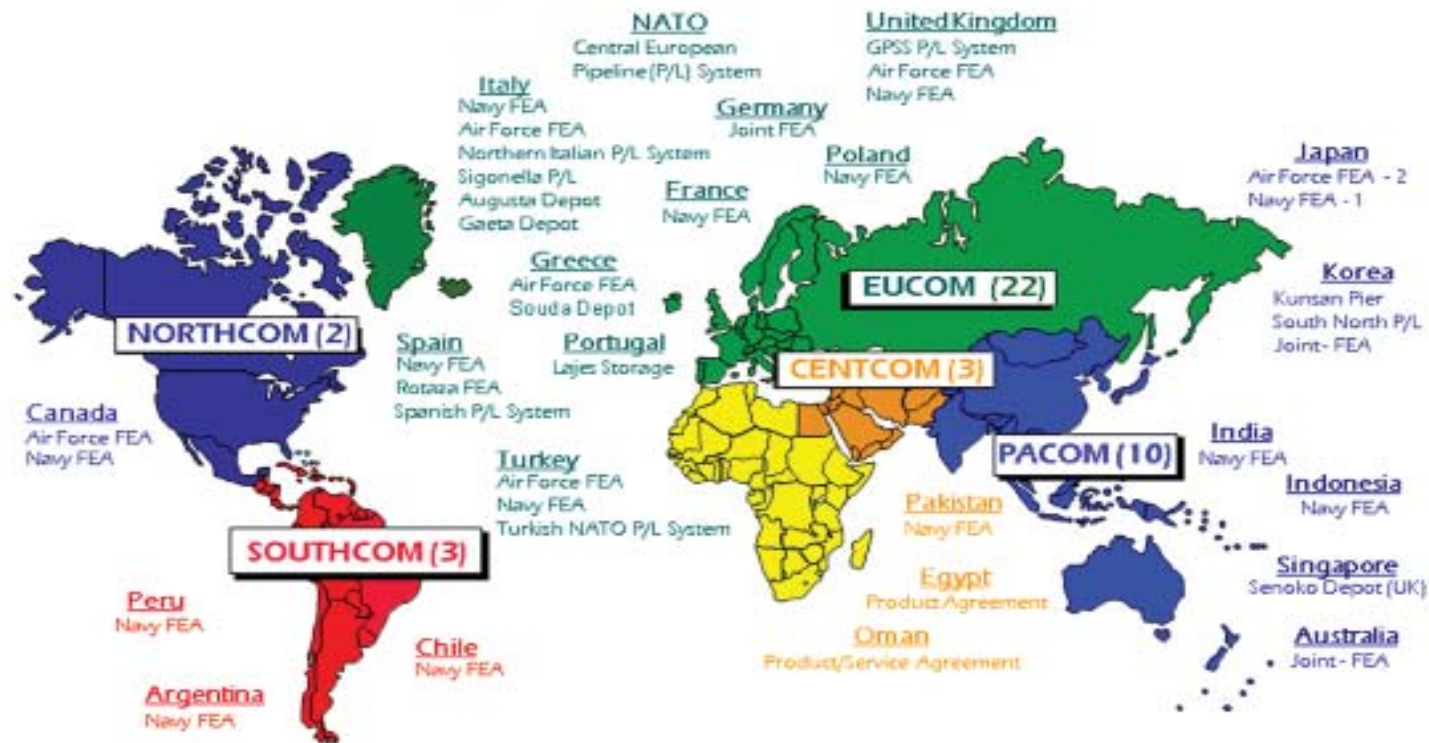 NATO
Central European
Pipeline (P/L) System
United Kingdom
GPSS P/L System
Air Force FEA
Navy FEA
Italy
Navy FEA
Air Force FEA
Northern Italian P/L System
Sigonella P/L
Augusta Depot
Gaeta Depot
Germany
Joint FEA
Poland
Navy FEA
France
Navy FEA
Japan
Air Force FEA - 2
Navy FEA - 1
Greece
Air Force FEA
Souda Depot
EUCOM (22)
Korea
Kunsan Pier
South North P/L
Joint- FEA
NORTHCOM (2)
Spain
Navy FEA
Rotaza FEA
Spanish P/L System
Portugal
Lajes Storage
CENTCOM (3)
Canada
Air Force FEA
Navy FEA
PACOM (10)
India
Navy FEA
Turkey
Air Force FEA
Navy FEA
Turkish NATO P/L System
Pakistan
Navy FEA
Indonesia
Navy FEA
SOUTHCOM (3)
Egypt
Product Agreement
Singapore
Senoko Depot (UK)
Peru
Navy FEA
Oman
Product/Service Agreement
Australia
Joint - FEA
Chile
Navy FEA
Argentina
Navy FEA